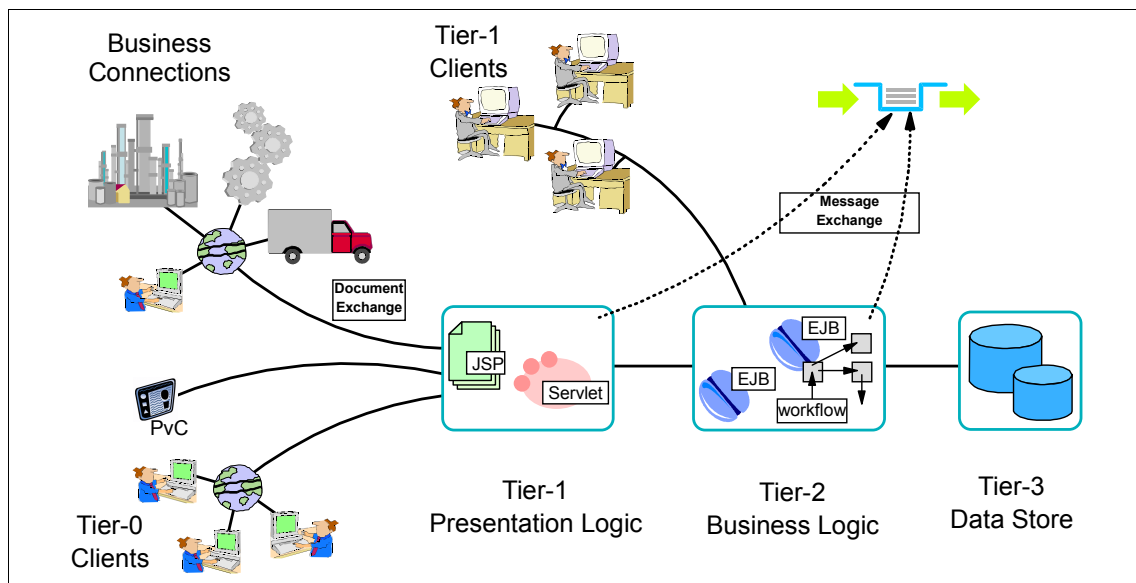 Business
Connections
Tier-1
Clients
Message
Exchange
Document
Exchange
JSP
Servlet
EJB
EJB
workflow
PvC
Tier-0
Clients
Tier-1
Presentation Logic
Tier-2
Business Logic
Tier-3
Data Store